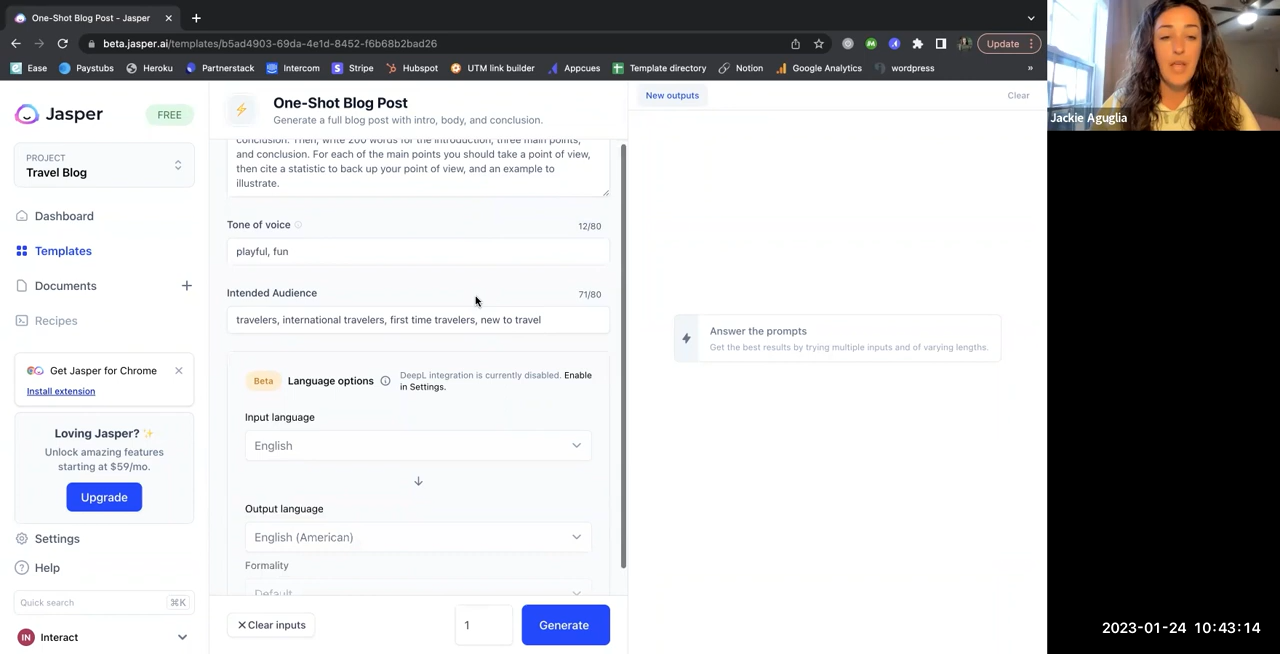 One-Shot Blog Post - Jasper
beta.jasper.ai/templates/b5ad4903-69da-4e1d-8452-f6b68b2bad26
Update
Ease
Paystubs
Heroku
Partnerstack
Intercom
Stripe
Hubspot
UTM link builder
Appcues
Template directory
Notion
Google Analytics
wordpress
»
Jasper
FREE
PROJECT
Travel Blog
Dashboard
Templates
Documents
Recipes
Get Jasper for Chrome
Install extension
Loving Jasper?
Unlock amazing features
starting at $59/mo.
Upgrade
Settings
Help
Quick search
⌘K
IN
Interact
One-Shot Blog Post
Generate a full blog post with intro, body, and conclusion.
conclusion. Then, write 200 words for the introduction, three main points,
and conclusion. For each of the main points you should take a point of view,
then cite a statistic to back up your point of view, and an example to
illustrate.
Tone of voice
12/80
playful, fun
Intended Audience
71/80
travelers, international travelers, first time travelers, new to travel
Beta
Language options
DeepL integration is currently disabled. Enable
in Settings.
Input language
English
Output language
English (American)
Formality
Default
Clear inputs
1
Generate
New outputs
Clear
Answer the prompts
Get the best results by trying multiple inputs and of varying lengths.
Jackie Aguglia
2023-01-24 10:43:14